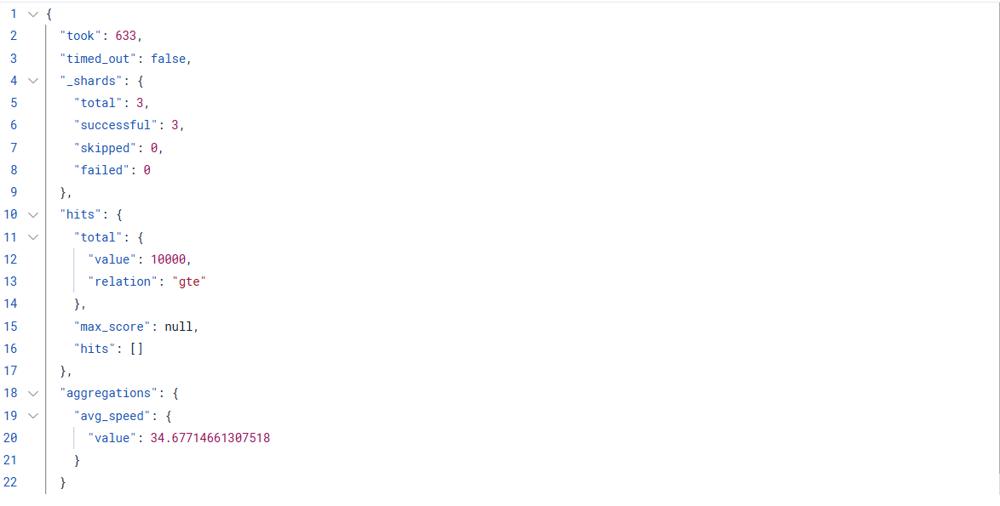 1 {
2 "took": 633,
3 "timed_out": false,
4 "_shards": {
5 "total": 3,
6 "successful": 3,
7 "skipped": 0,
8 "failed": 0
9 },
10 "hits": {
11 "total": {
12 "value": 10000,
13 "relation": "gte"
14 },
15 "max_score": null,
16 "hits": []
17 },
18 "aggregations": {
19 "avg_speed": {
20 "value": 34.67714661307518
21 }
22 }